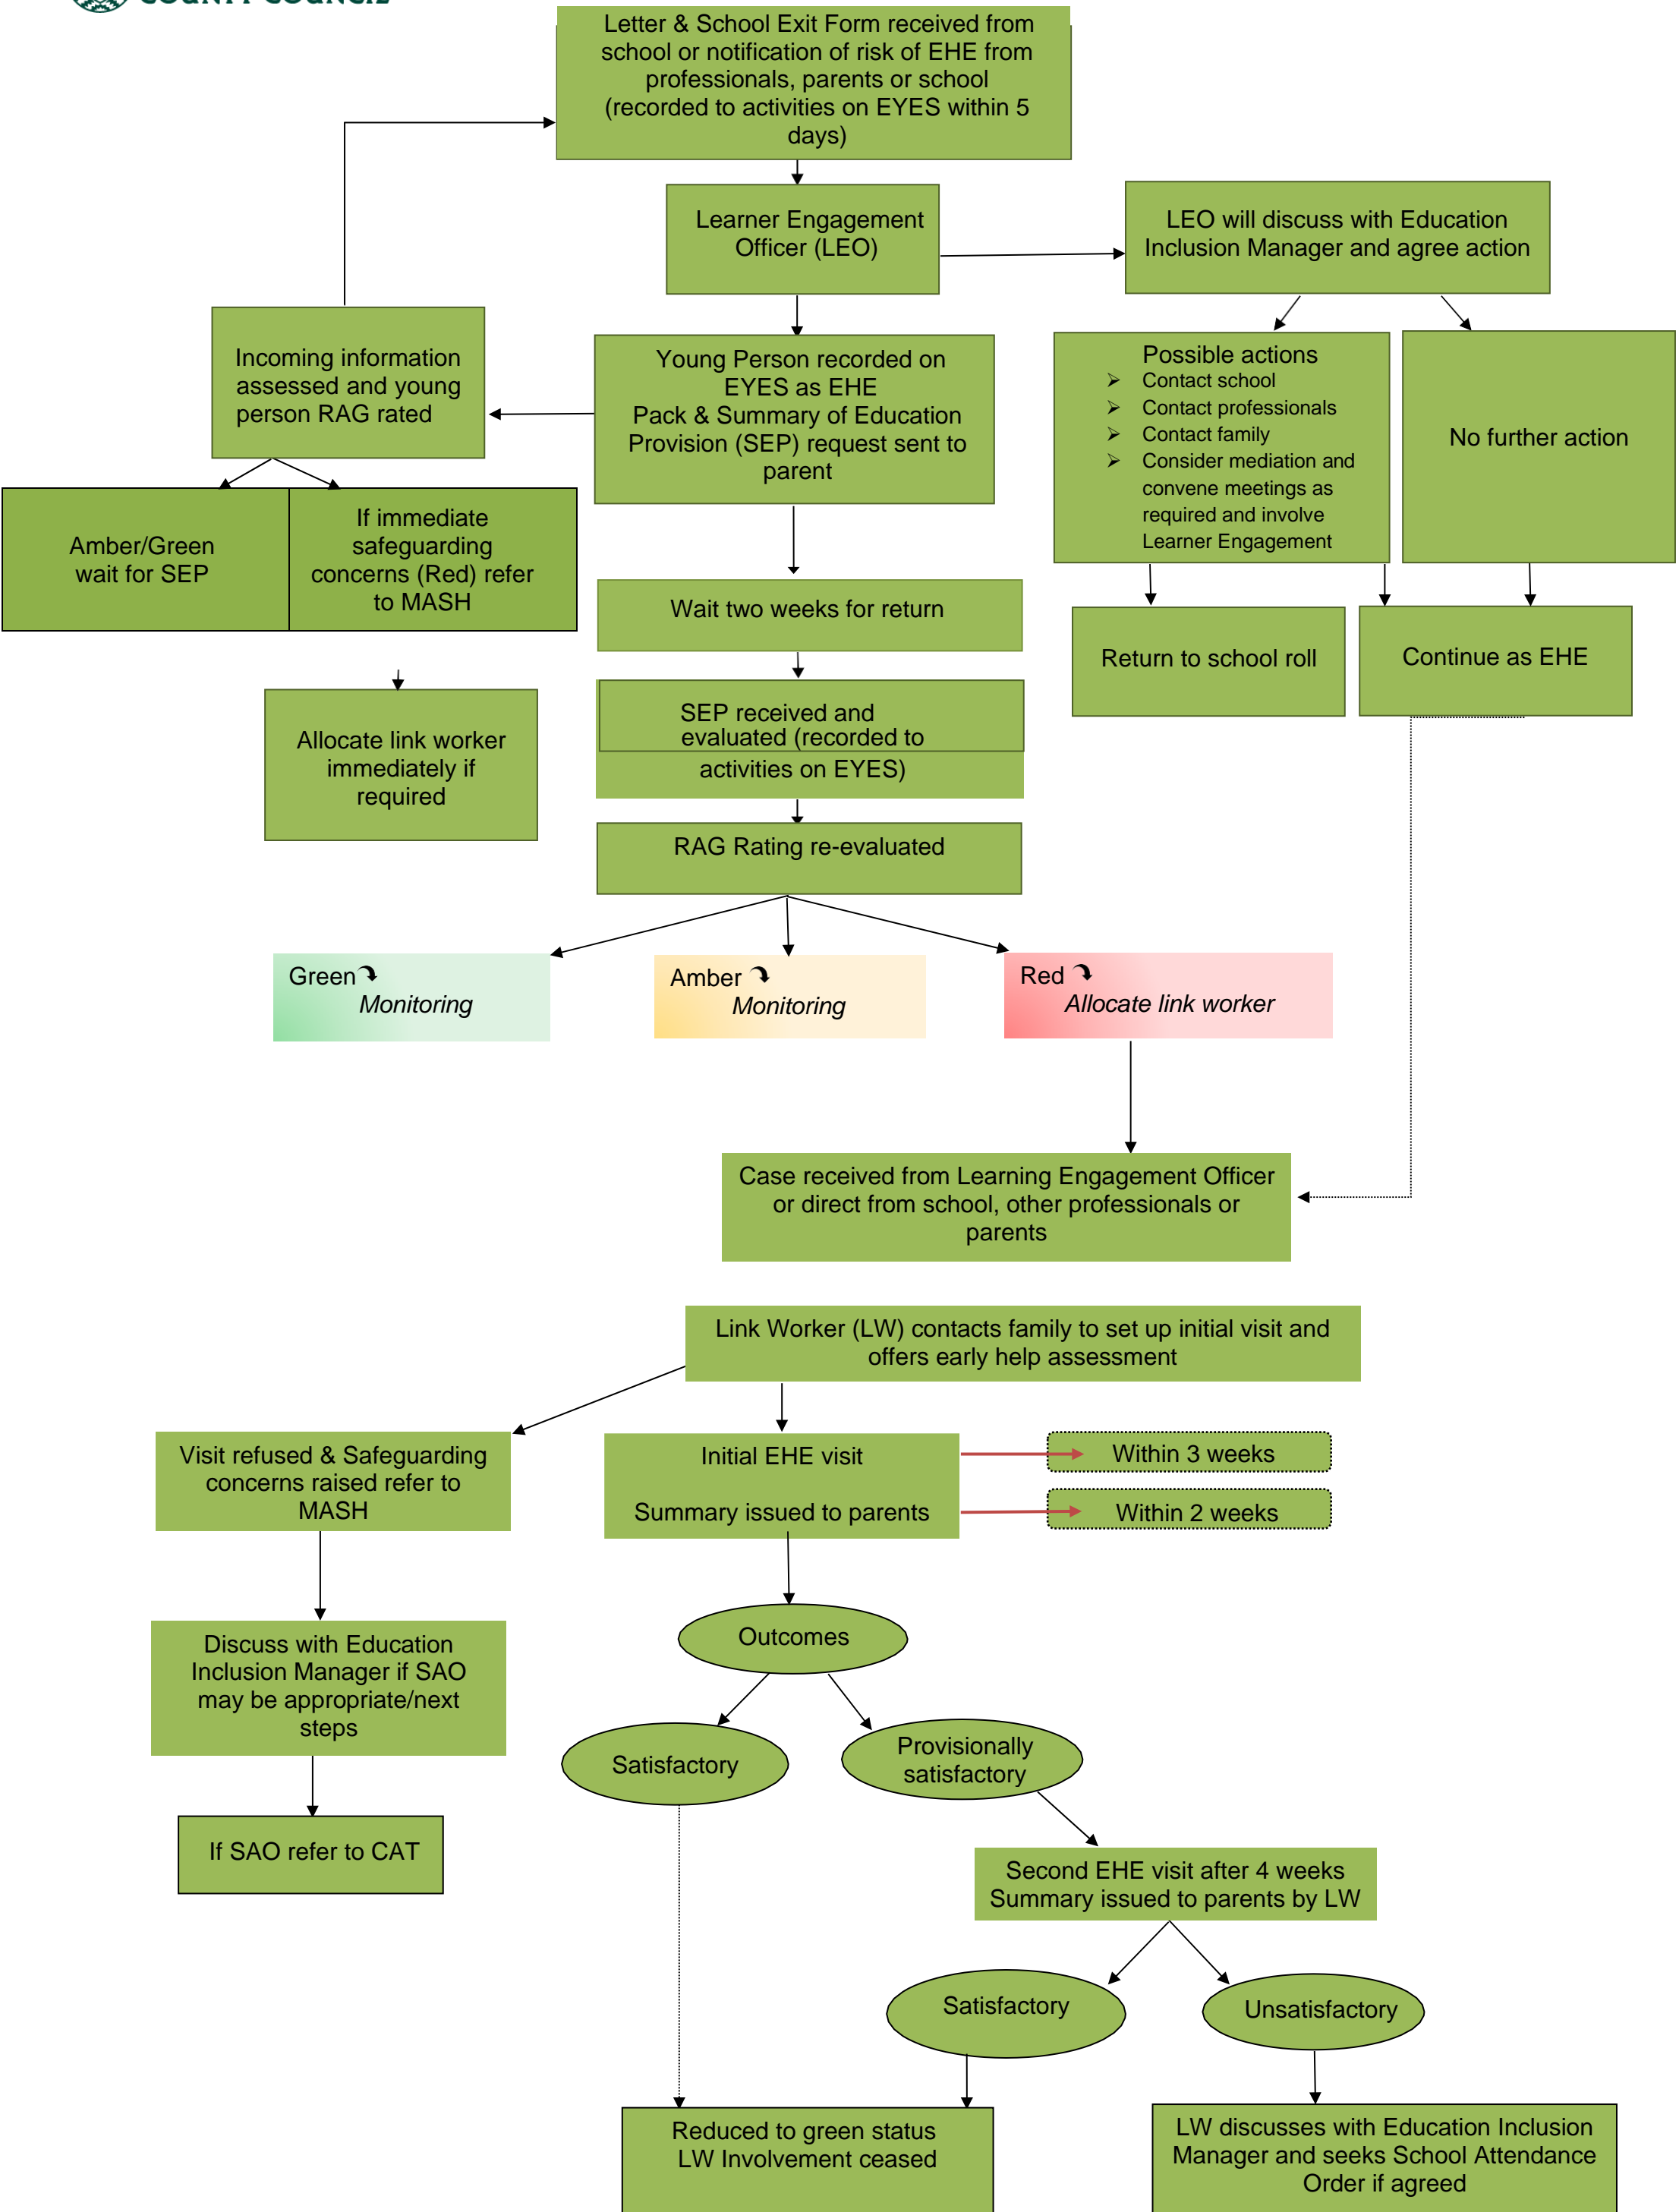 COUNTY COUNCIL
Letter & School Exit Form received from
school or notification of risk of EHE from
professionals, parents or school
(recorded to activities on EYES within 5
days)
Learner Engagement
Officer (LEO)
LEO will discuss with Education
Inclusion Manager and agree action
Incoming information
assessed and young
person RAG rated
Young Person recorded on
EYES as EHE
Pack & Summary of Education
Provision (SEP) request sent to
parent
Possible actions
➢ Contact school
➢ Contact professionals
➢ Contact family
➢ Consider mediation and
convene meetings as
required and involve
Learner Engagement
No further action
Amber/Green
wait for SEP
If immediate
safeguarding
concerns (Red) refer
to MASH
Wait two weeks for return
Return to school roll
Continue as EHE
Allocate link worker
immediately if
required
SEP received and
evaluated (recorded to
activities on EYES)
RAG Rating re-evaluated
Green
Monitoring
Amber
Monitoring
Red
Allocate link worker
Case received from Learning Engagement Officer
or direct from school, other professionals or
parents
Link Worker (LW) contacts family to set up initial visit and
offers early help assessment
Visit refused & Safeguarding
concerns raised refer to
MASH
Initial EHE visit
Within 3 weeks
Summary issued to parents
Within 2 weeks
Discuss with Education
Inclusion Manager if SAO
may be appropriate/next
steps
Outcomes
Satisfactory
Provisionally
satisfactory
If SAO refer to CAT
Second EHE visit after 4 weeks
Summary issued to parents by LW
Satisfactory
Unsatisfactory
Reduced to green status
LW Involvement ceased
LW discusses with Education Inclusion
Manager and seeks School Attendance
Order if agreed